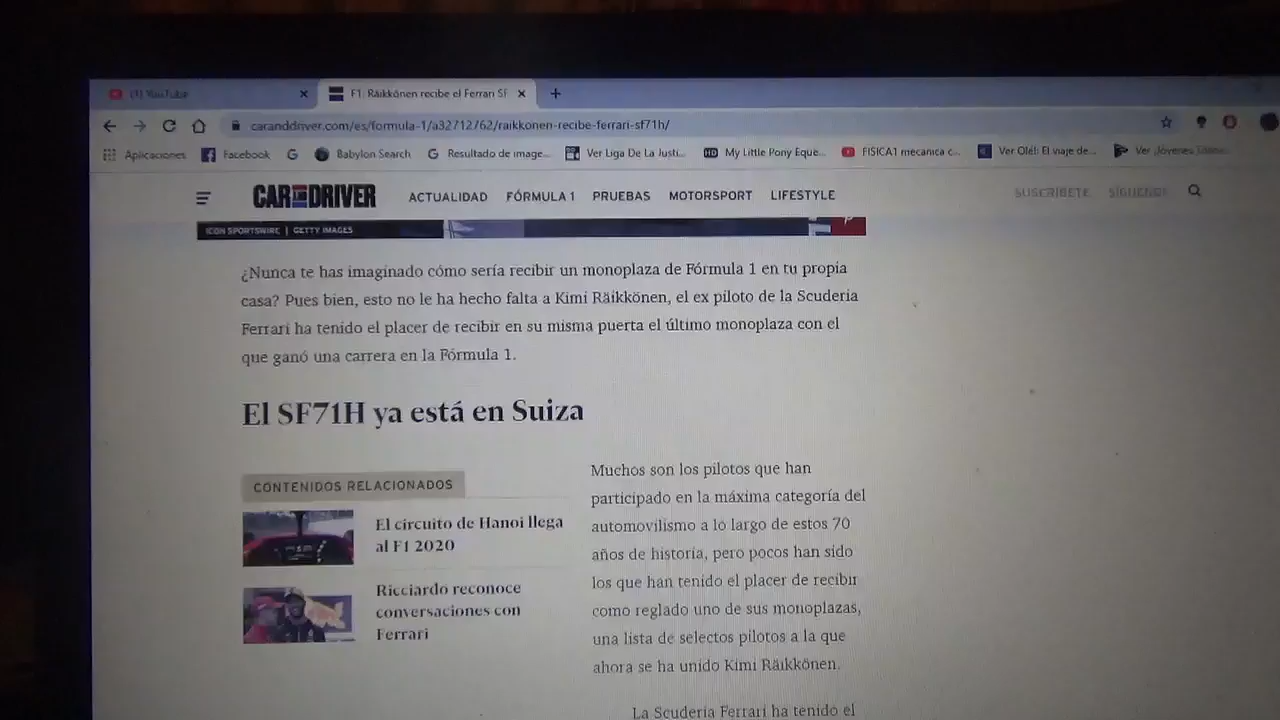 (1) YouTube
F1: Räikkönen recibe el Ferrari SF
caranddriver.com/es/formula-1/a32712762/raikkonen-recibe-ferrari-sf71h/
Aplicaciones Facebook Babylon Search Resultado de image... Ver Liga De La Justi... My Little Pony Eque... FISICA1 mecanica c... Ver Olé!: El viaje de... Ver Jóvenes
CAR AND DRIVER ACTUALIDAD FÓRMULA 1 PRUEBAS MOTORSPORT LIFESTYLE SUSCRÍBETE SÍGUENOS
ICON SPORTSWIRE | GETTY IMAGES
¿Nunca te has imaginado cómo sería recibir un monoplaza de Fórmula 1 en tu propia
casa? Pues bien, esto no le ha hecho falta a Kimi Räikkönen, el ex piloto de la Scuderia
Ferrari ha tenido el placer de recibir en su misma puerta el último monoplaza con el
que ganó una carrera en la Fórmula 1.
El SF71H ya está en Suiza
CONTENIDOS RELACIONADOS
El circuito de Hanoi llega
al F1 2020
Ricciardo reconoce
conversaciones con
Ferrari
Muchos son los pilotos que han
participado en la máxima categoría del
automovilismo a lo largo de estos 70
años de historia, pero pocos han sido
los que han tenido el placer de recibir
como reglado uno de sus monoplazas,
una lista de selectos pilotos a la que
ahora se ha unido Kimi Räikkönen.
La Scuderia Ferrari ha tenido el